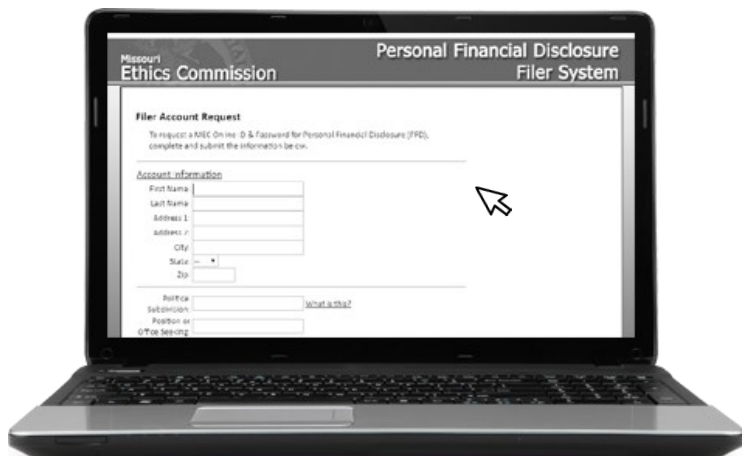 Missouri
Ethics Commission
Personal Financial Disclosure
Filer System
Filer Account Request
To request a MEC Online ID & Password for Personal Financial Disclosure (PFD),
complete and submit the information below.
Account Information
First Name
Last Name
Address 1
Address 2
City
State --
Zip
Political
Subdivision
What is this?
Position or
Office Seeking